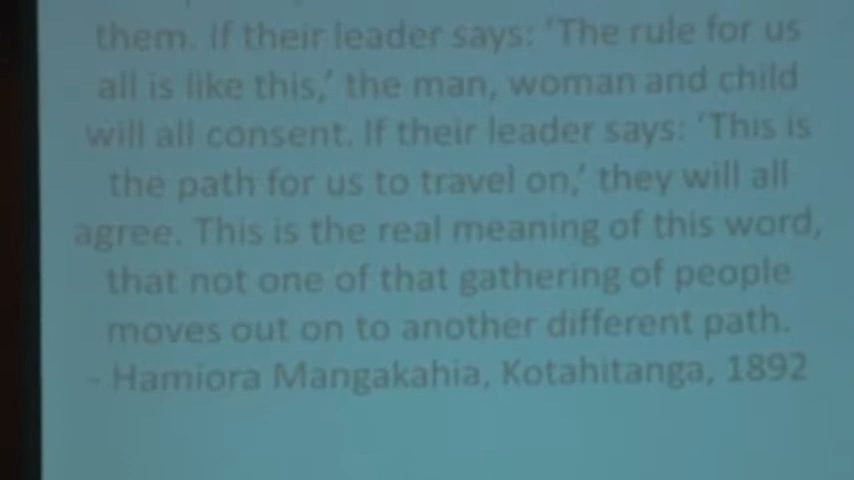 them. If their leader says: 'The rule for us
all is like this,' the man, woman and child
will all consent. If their leader says: 'This is
the path for us to travel on,' they will all
agree. This is the real meaning of this word,
that not one of that gathering of people
moves out on to another different path.
- Hamiora Mangakahia, Kotahitanga, 1892